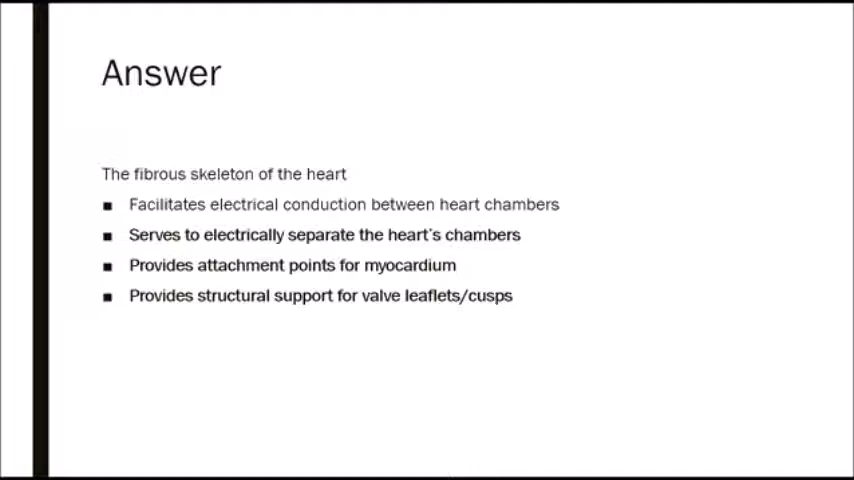 Answer
The fibrous skeleton of the heart
■ Facilitates electrical conduction between heart chambers
■ Serves to electrically separate the heart's chambers
■ Provides attachment points for myocardium
■ Provides structural support for valve leaflets/cusps